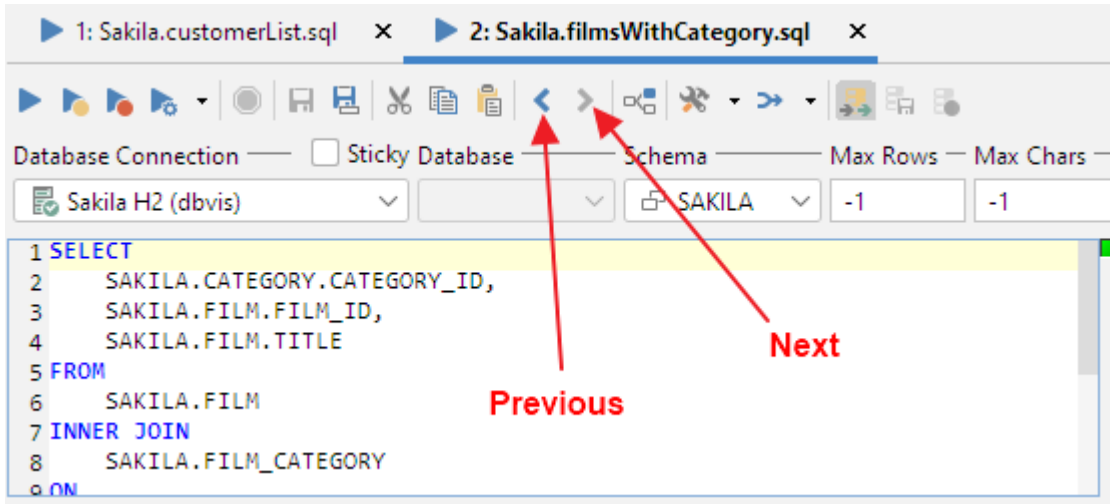 1: Sakila.customerList.sql 2: Sakila.filmsWithCategory.sql
Database Connection Sticky Database Schema Max Rows Max Chars
Sakila H2 (dbvis) SAKILA -1 -1
1 SELECT
2 SAKILA.CATEGORY.CATEGORY_ID,
3 SAKILA.FILM.FILM_ID,
4 SAKILA.FILM.TITLE
5 FROM
6 SAKILA.FILM
7 INNER JOIN
8 SAKILA.FILM_CATEGORY
9 ON
Next
Previous